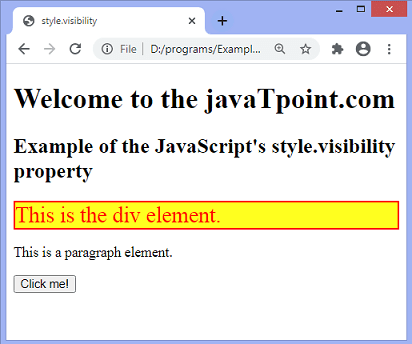 style.visibility
File
D:/programs/Exampl...
Welcome to the javaTpoint.com
Example of the JavaScript's style.visibility
property
This is the div element.
This is a paragraph element.
Click me!